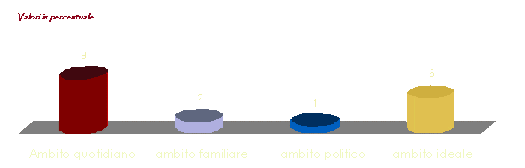 Valori in percentuale
Ambito quotidiano
ambito familiare
ambito politico
ambito ideale